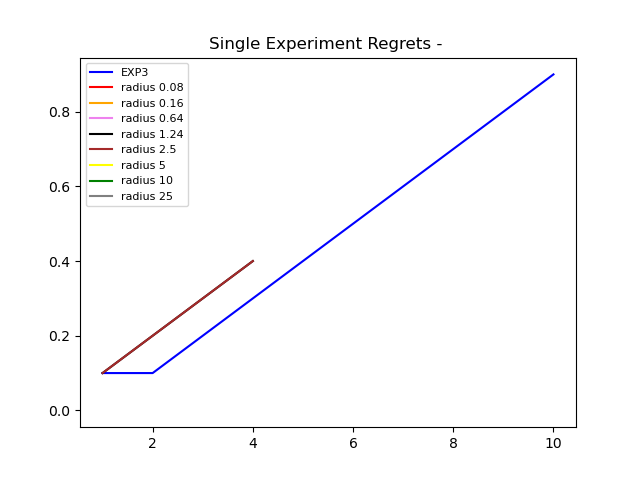 Single Experiment Regrets -
EXP3
radius 0.08
radius 0.16
radius 0.64
radius 1.24
radius 2.5
radius 5
radius 10
radius 25
0.8
0.6
0.4
0.2
0.0
2 4 6 8 10